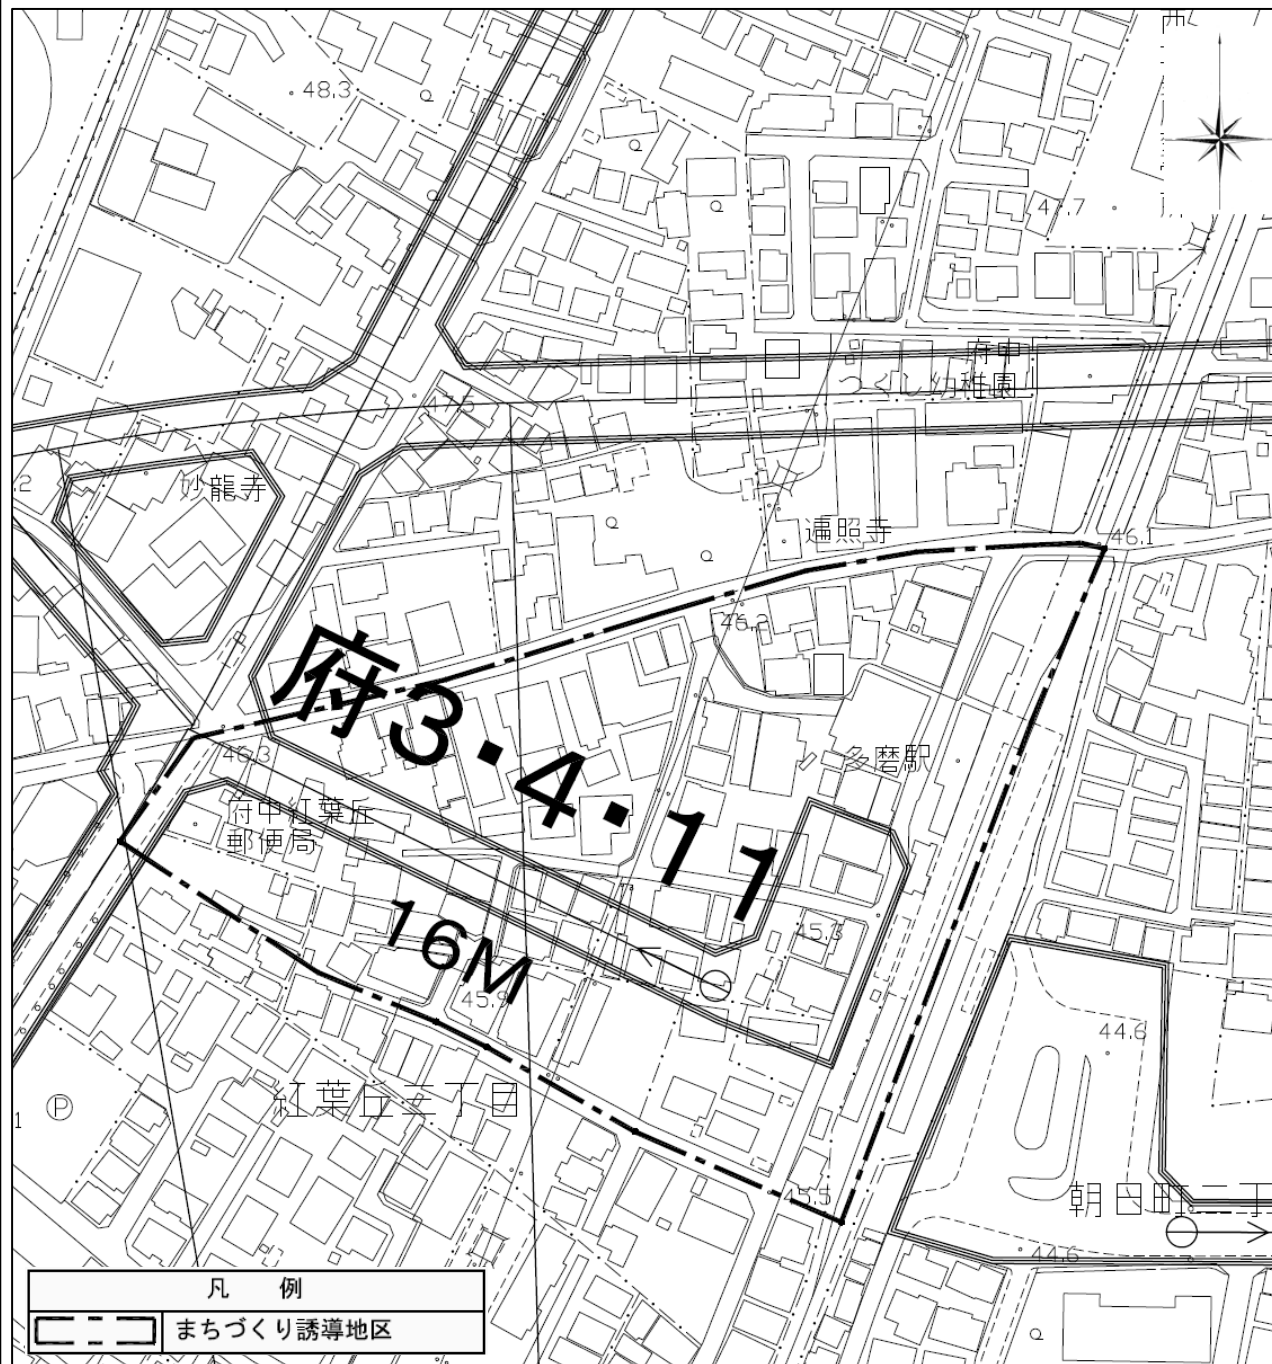 48.3
47.7
府中
つくし幼稚園
47.5
妙龍寺
遍照寺
46.1
46.2
府3・4・11
46.3
多磨駅
府中紅葉丘
郵便局
16M
45.3
45.9
44.6
紅葉丘三丁目
P
45.5
朝日町二丁
44.6
凡 例
まちづくり誘導地区